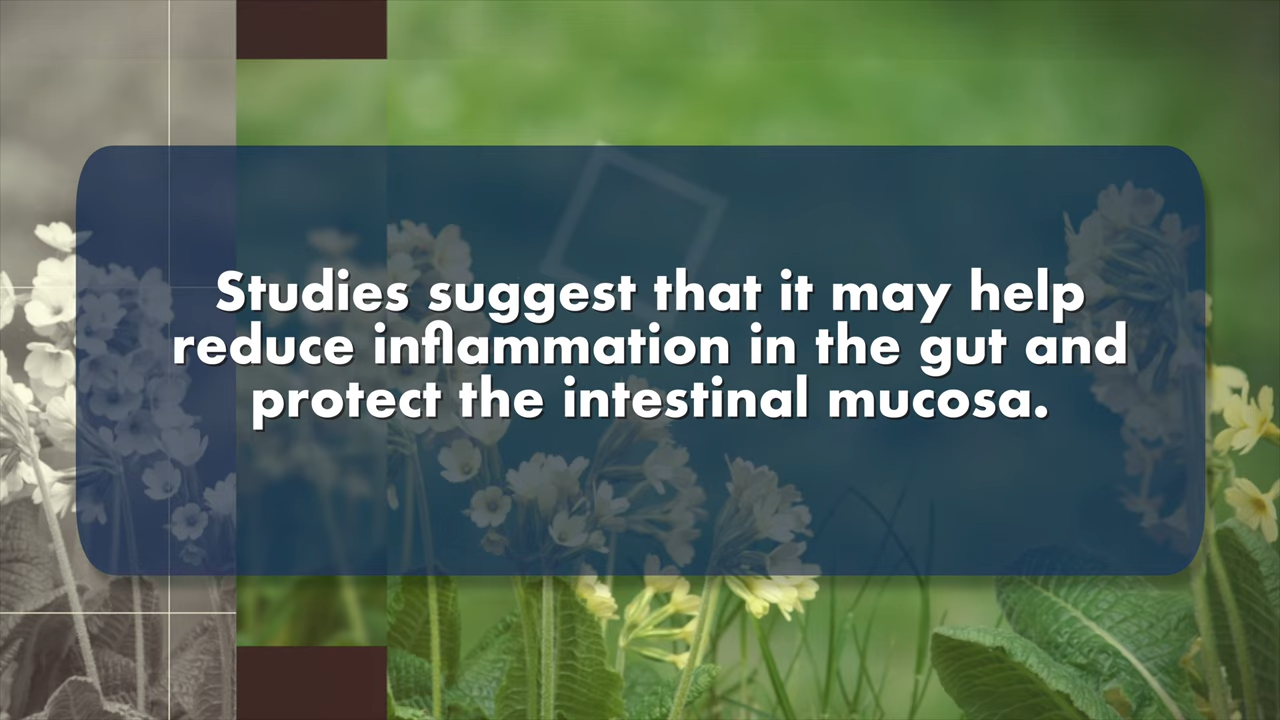 Studies suggest that it may help
reduce inflammation in the gut and
protect the intestinal mucosa.